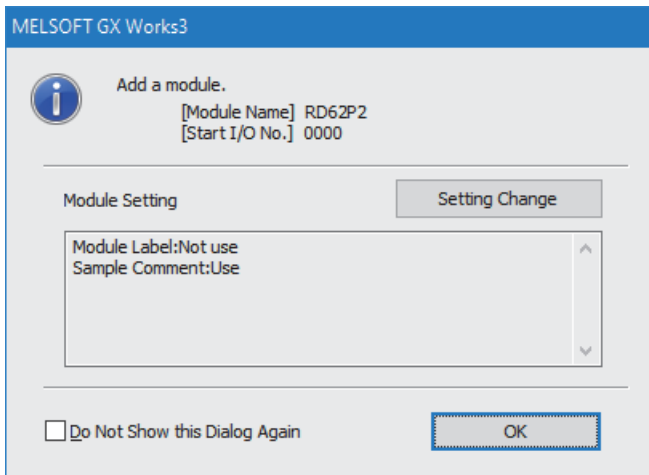 MELSOFT GX Works3
Add a module.
[Module Name] RD62P2
[Start I/O No.] 0000
Module Setting
Setting Change
Module Label:Not use
Sample Comment:Use
Do Not Show this Dialog Again
OK